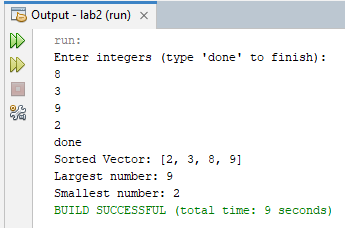 Output - lab2 (run) ×
run:
Enter integers (type 'done' to finish):
8
3
9
2
done
Sorted Vector: [2, 3, 8, 9]
Largest number: 9
Smallest number: 2
BUILD SUCCESSFUL (total time: 9 seconds)